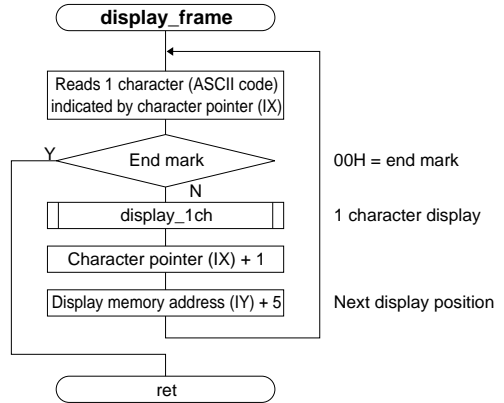 display_frame
Reads 1 character (ASCII code)
indicated by character pointer (IX)
Y
End mark
00H = end mark
N
display_1ch
1 character display
Character pointer (IX) + 1
Display memory address (IY) + 5
Next display position
ret